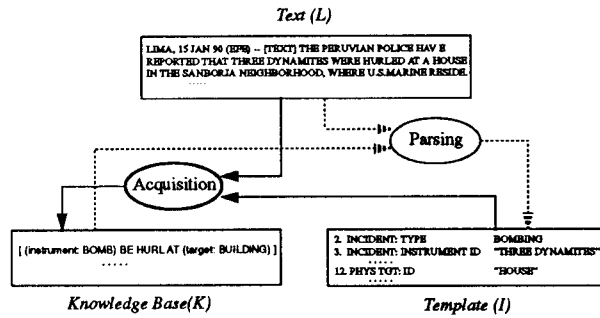 Text (L)
LIMA, 15 JAN 90 (EFE) -- [TEXT] THE PERUVIAN POLICE HAV E
REPORTED THAT THREE DYNAMITES WERE HURLED AT A HOUSE
IN THE SANBORJA NEIGHBORHOOD, WHERE U.S.MARINE RESIDE.
.....
Parsing
Acquisition
[ (instrument: BOMB) BE HURL AT (target: BUILDING) ]
.....
2. INCIDENT: TYPE BOMBING
3. INCIDENT: INSTRUMENT ID "THREE DYNAMITES"
.....
12. PHYS TGT: ID "HOUSE"
.....
Knowledge Base(K)
Template (I)